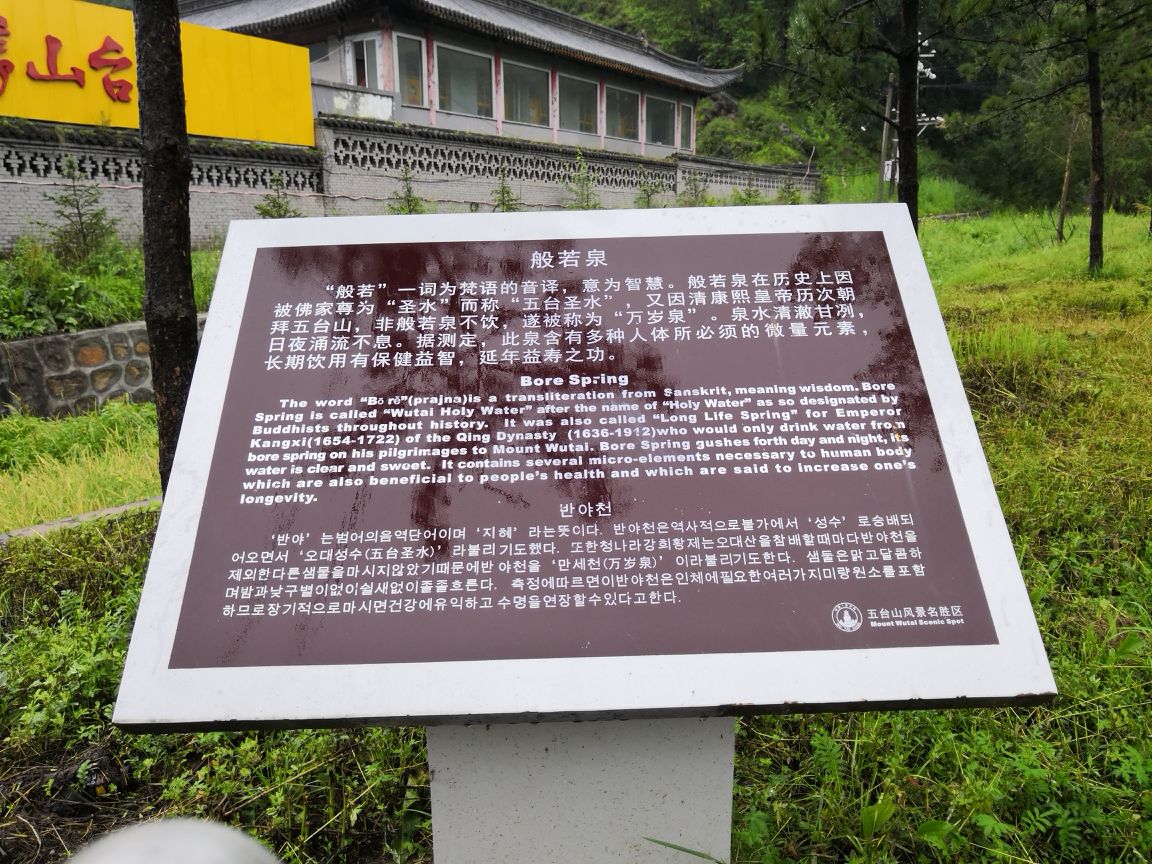 山台
般若泉
“般若”一词为梵语的音译，意为智慧。般若泉在历史上因
被佛家尊为“圣水”而称“五台圣水”，又因清康熙皇帝历次朝
拜五台山，非般若泉不饮，遂被称为“万岁泉”。泉水清澈甘冽，
日夜涌流不息。据测定，此泉含有多种人体所必须的微量元素，
长期饮用有保健益智，延年益寿之功。
Bore Spring
The word “Bō rě”(prajna)is a transliteration from Sanskrit, meaning wisdom. Bore
Spring is called “Wutai Holy Water” after the name of “Holy Water” as so designated by
Buddhists throughout history. It was also called “Long Life Spring” for Emperor
Kangxi(1654-1722) of the Qing Dynasty (1636-1912)who would only drink water from
bore spring on his pilgrimages to Mount Wutai. Bore Spring gushes forth day and night, its
water is clear and sweet. It contains several micro-elements necessary to human body
which are also beneficial to people’s health and which are said to increase one’s
longevity.
반야천
‘반야’ 는범어의음역단어이며 ‘지혜’ 라는뜻이다. 반야천은역사적으로불가에서 ‘성수’ 로숭배되
어오면서 ‘오대성수(五台圣水)’ 라불리기도했다. 또한청나라강희황제는오대산을참배할때마다반야천을
제외한다른샘물을마시지않았기때문에반야천을 ‘만세천(万岁泉)’ 이라불리기도한다. 샘돌은맑고달콤하
며밤과낮구별이없이쉴새없이졸졸흐른다. 측정에따르면이반야천은인체에필요한여러가지미량원소를포함
하므로장기적으로마시면건강에유익하고 수명을연장할수있다고한다.
五台山风景名胜区
Mount Wutai Scenic Spot